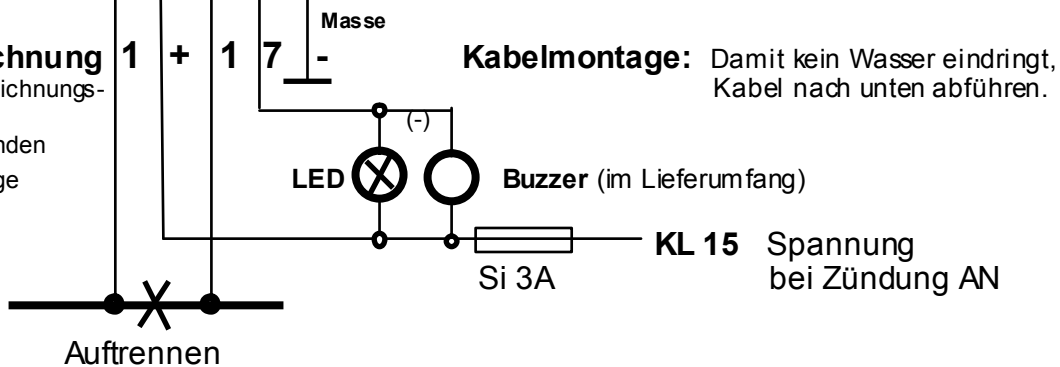 Masse
chnung 1 + 1 7 -
ichnungs-
nden
ge
Kabelmontage: Damit kein Wasser eindringt,
Kabel nach unten abführen.
(-)
LED
Buzzer (im Lieferumfang)
KL 15 Spannung
bei Zündung AN
Si 3A
Auftrennen